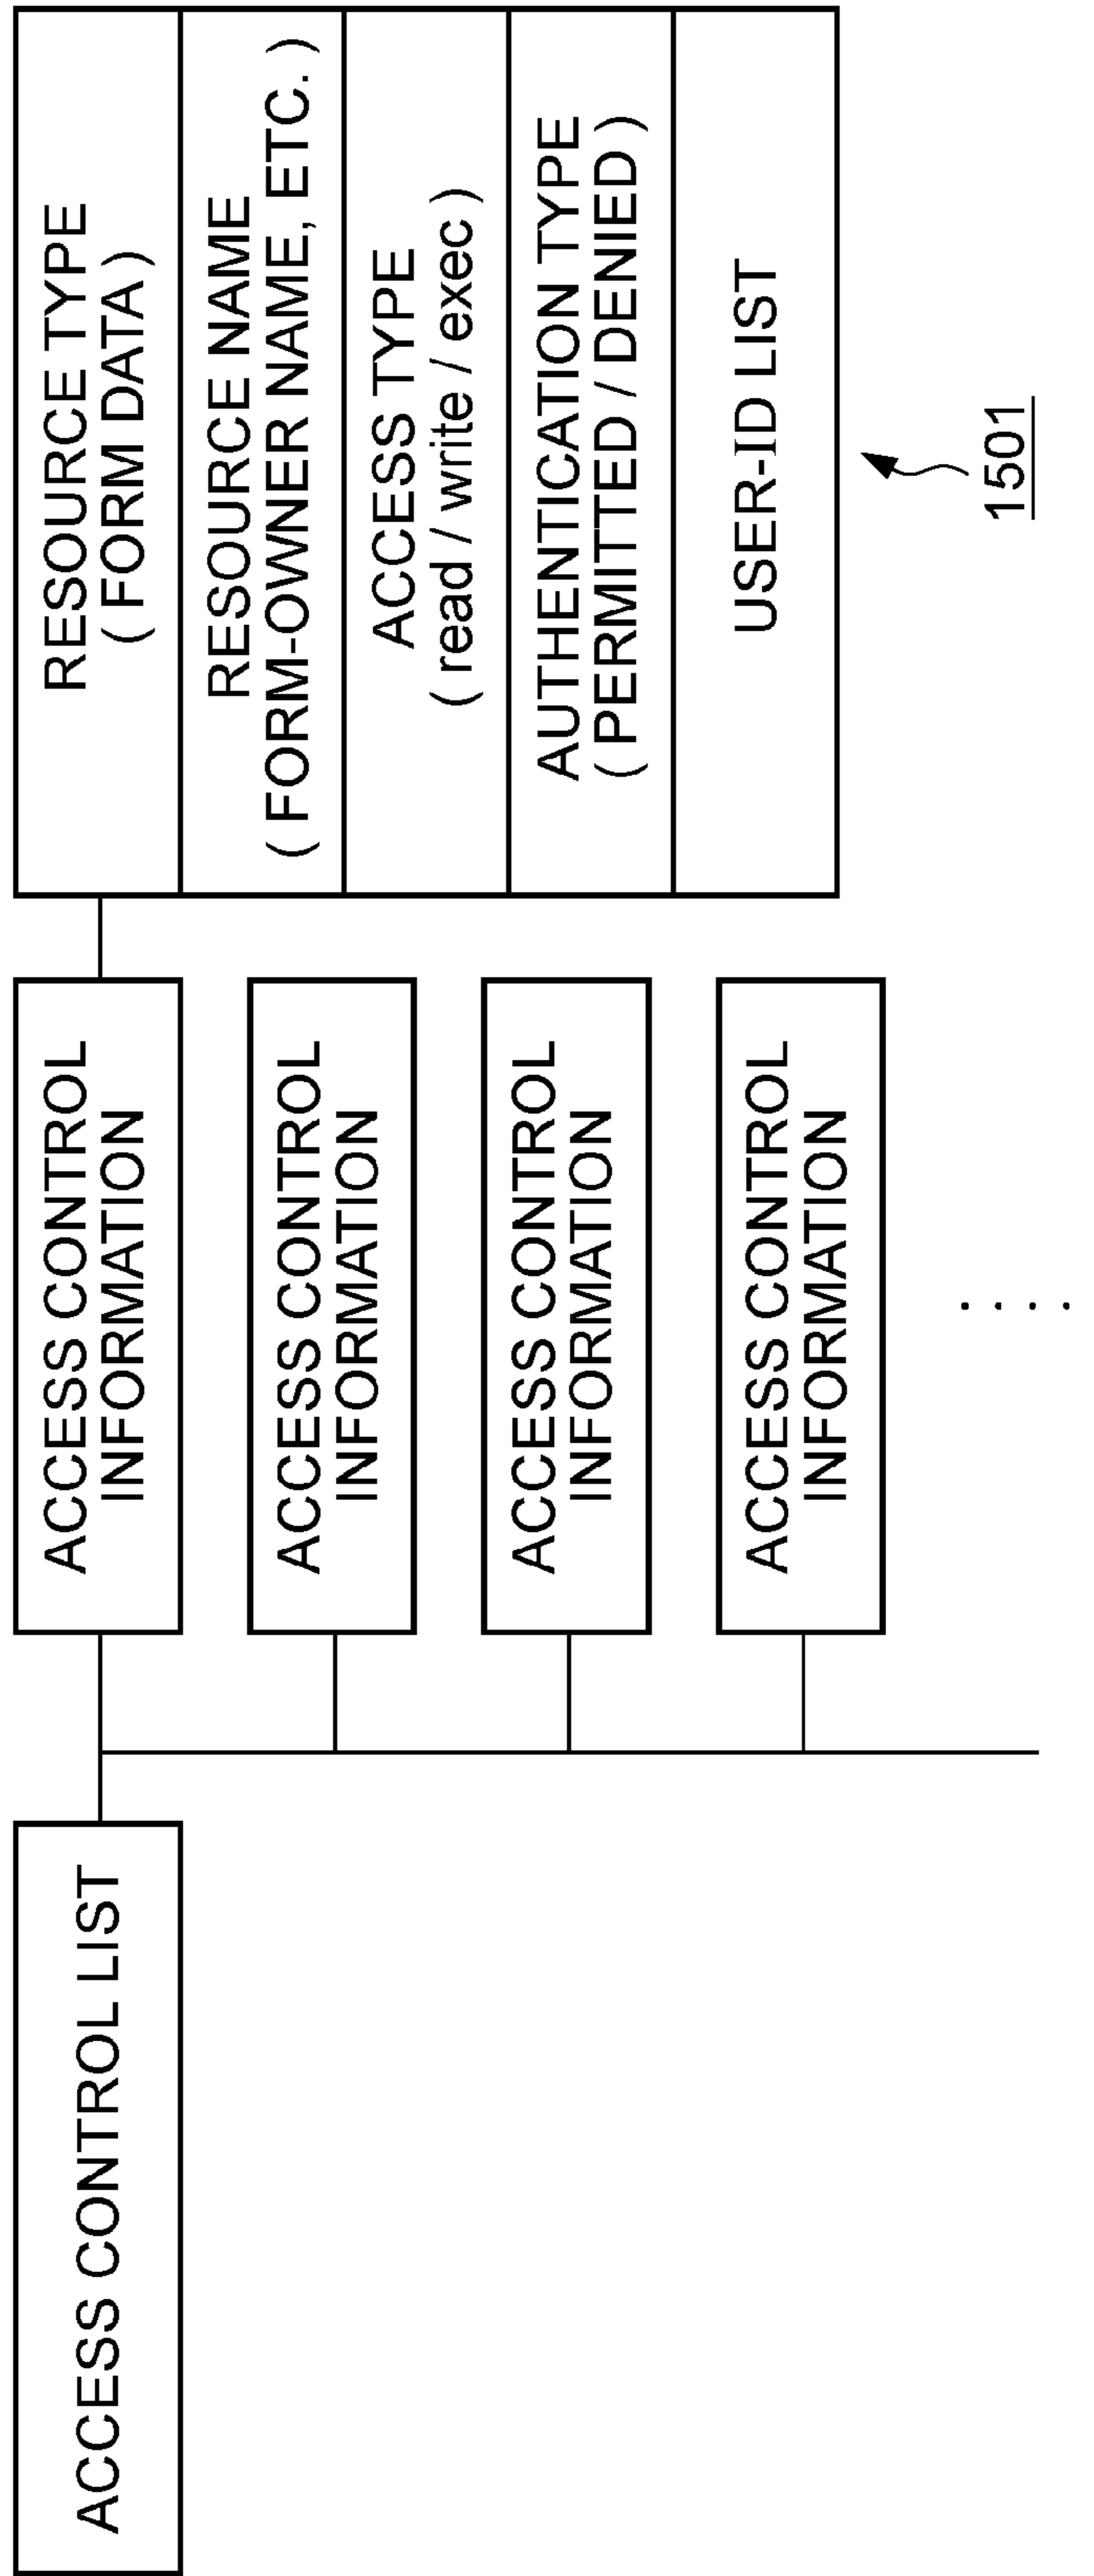 ACCESS CONTROL LIST
ACCESS CONTROL
INFORMATION
ACCESS CONTROL
INFORMATION
ACCESS CONTROL
INFORMATION
ACCESS CONTROL
INFORMATION
. . . .
RESOURCE TYPE
( FORM DATA )
RESOURCE NAME
( FORM-OWNER NAME, ETC. )
ACCESS TYPE
( read / write / exec )
AUTHENTICATION TYPE
( PERMITTED / DENIED )
USER-ID LIST
1501